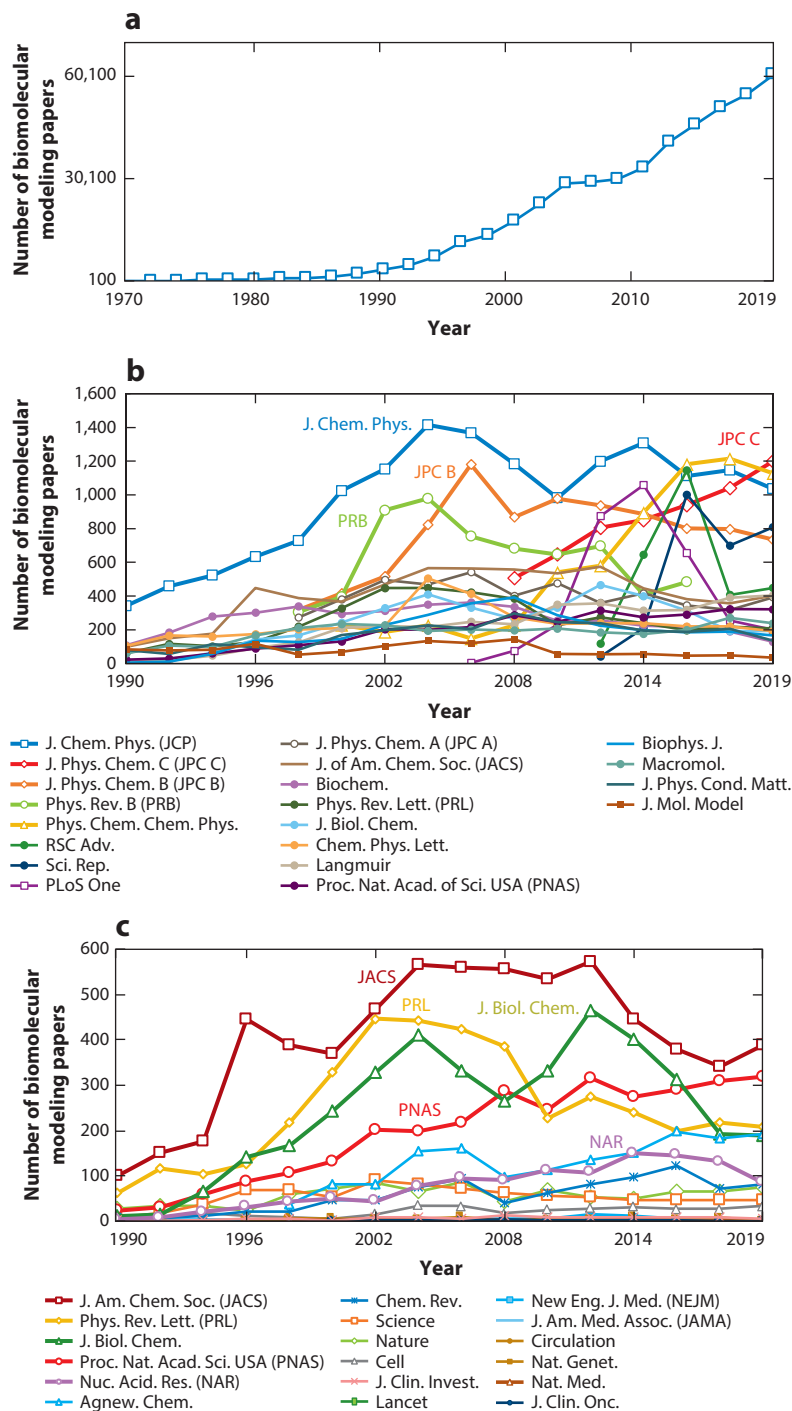 a
Number of biomolecular
modeling papers
60,100
30,100
100
1970
1980
1990
2000
2010
2019
Year
b
Number of biomolecular
modeling papers
1,600
1,400
1,200
1,000
800
600
400
200
0
J. Chem. Phys.
JPC C
JPC B
PRB
1990
1996
2002
2008
2014
2019
Year
J. Chem. Phys. (JCP)
J. Phys. Chem. C (JPC C)
J. Phys. Chem. B (JPC B)
Phys. Rev. B (PRB)
Phys. Chem. Chem. Phys.
RSC Adv.
Sci. Rep.
PLoS One
J. Phys. Chem. A (JPC A)
J. of Am. Chem. Soc. (JACS)
Biochem.
Phys. Rev. Lett. (PRL)
J. Biol. Chem.
Chem. Phys. Lett.
Langmuir
Proc. Nat. Acad. of Sci. USA (PNAS)
Biophys. J.
Macromol.
J. Phys. Cond. Matt.
J. Mol. Model
c
Number of biomolecular
modeling papers
600
500
400
300
200
100
0
JACS
PRL
J. Biol. Chem.
PNAS
NAR
1990
1996
2002
2008
2014
2019
Year
J. Am. Chem. Soc. (JACS)
Phys. Rev. Lett. (PRL)
J. Biol. Chem.
Proc. Nat. Acad. Sci. USA (PNAS)
Nuc. Acid. Res. (NAR)
Agnew. Chem.
Chem. Rev.
Science
Nature
Cell
J. Clin. Invest.
Lancet
New Eng. J. Med. (NEJM)
J. Am. Med. Assoc. (JAMA)
Circulation
Nat. Genet.
Nat. Med.
J. Clin. Onc.